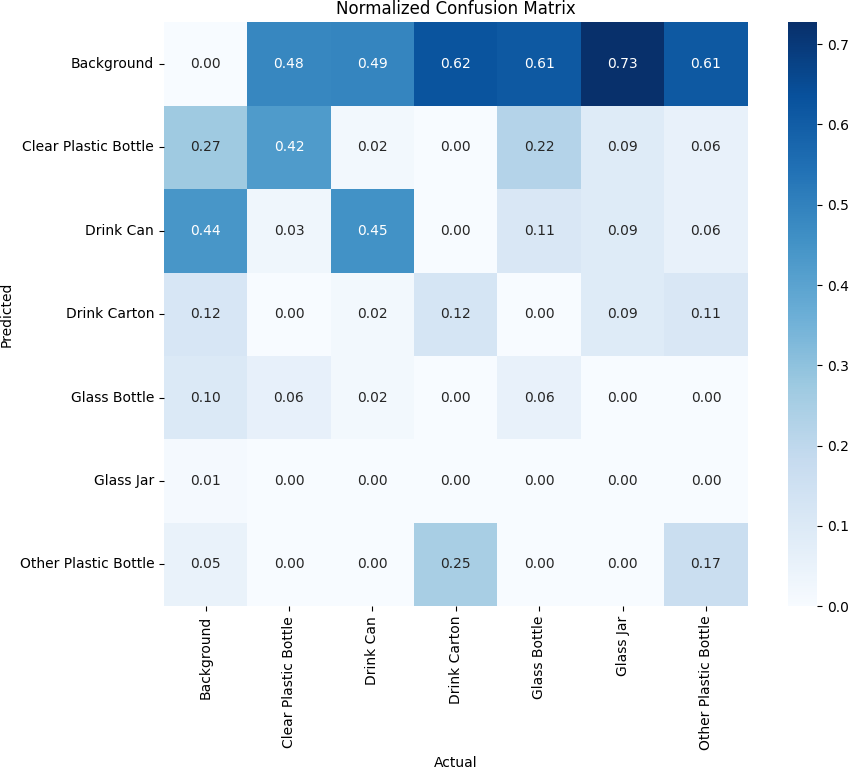 Normalized Confusion Matrix
Background 0.00 0.48 0.49 0.62 0.61 0.73 0.61
Clear Plastic Bottle 0.27 0.42 0.02 0.00 0.22 0.09 0.06
Drink Can 0.44 0.03 0.45 0.00 0.11 0.09 0.06
Drink Carton 0.12 0.00 0.02 0.12 0.00 0.09 0.11
Glass Bottle 0.10 0.06 0.02 0.00 0.06 0.00 0.00
Glass Jar 0.01 0.00 0.00 0.00 0.00 0.00 0.00
Other Plastic Bottle 0.05 0.00 0.00 0.25 0.00 0.00 0.17
Predicted
Background
Clear Plastic Bottle
Drink Can
Drink Carton
Glass Bottle
Glass Jar
Other Plastic Bottle
Actual
0.7
0.6
0.5
0.4
0.3
0.2
0.1
0.0